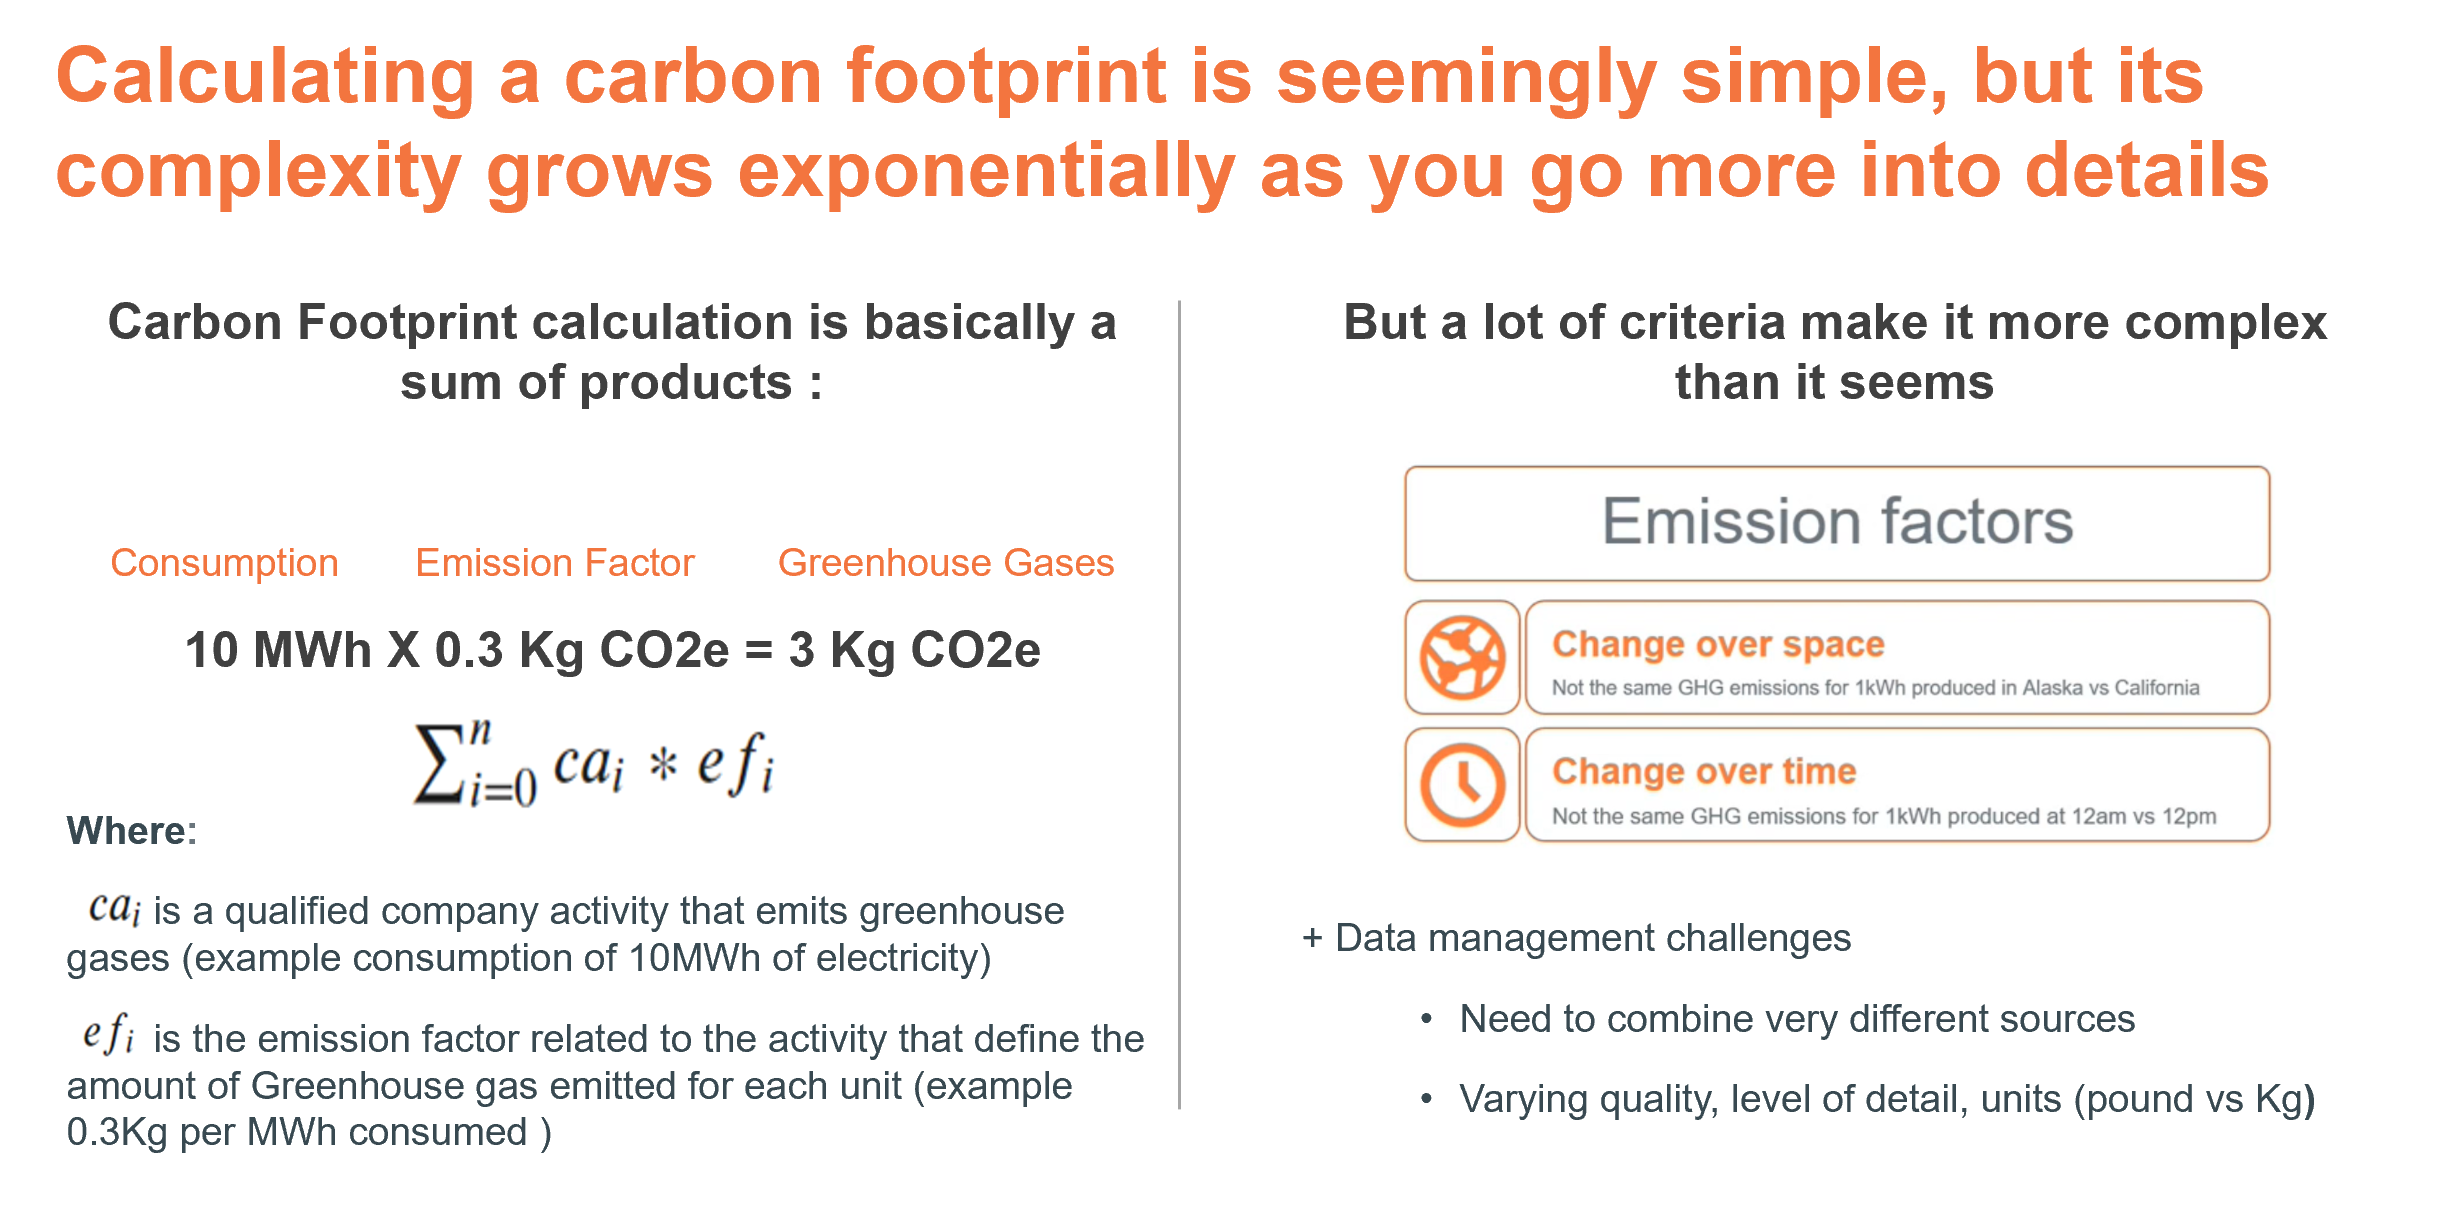 Calculating a carbon footprint is seemingly simple, but its
complexity grows exponentially as you go more into details
Carbon Footprint calculation is basically a
sum of products :
Consumption Emission Factor Greenhouse Gases
10 MWh X 0.3 Kg CO2e = 3 Kg CO2e
∑ⁿᵢ₌₀ caᵢ * efᵢ
Where:
caᵢ is a qualified company activity that emits greenhouse
gases (example consumption of 10MWh of electricity)
efᵢ is the emission factor related to the activity that define the
amount of Greenhouse gas emitted for each unit (example
0.3Kg per MWh consumed )
But a lot of criteria make it more complex
than it seems
Emission factors
Change over space
Not the same GHG emissions for 1kWh produced in Alaska vs California
Change over time
Not the same GHG emissions for 1kWh produced at 12am vs 12pm
+ Data management challenges
• Need to combine very different sources
• Varying quality, level of detail, units (pound vs Kg)